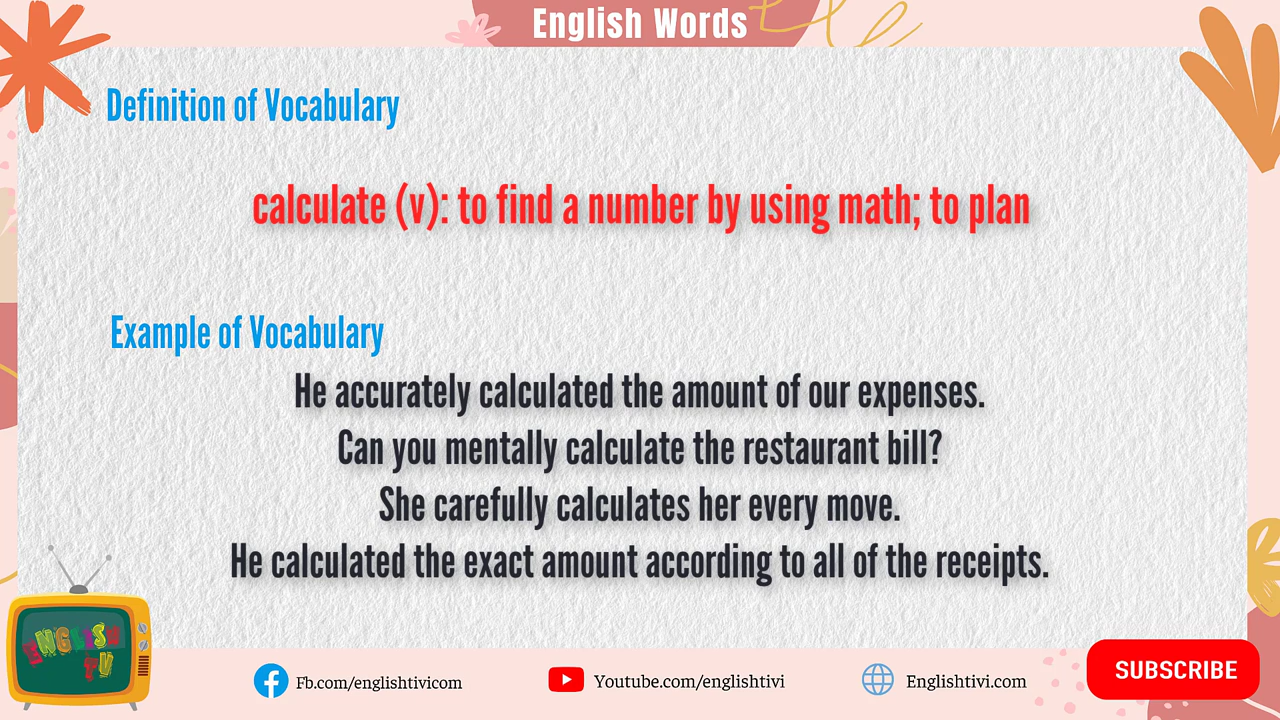 English Words
Definition of Vocabulary
calculate (v): to find a number by using math; to plan
Example of Vocabulary
He accurately calculated the amount of our expenses.
Can you mentally calculate the restaurant bill?
She carefully calculates her every move.
He calculated the exact amount according to all of the receipts.
ENGLISH
TV
Fb.com/englishtivicom
Youtube.com/englishtivi
Englishtivi.com
SUBSCRIBE